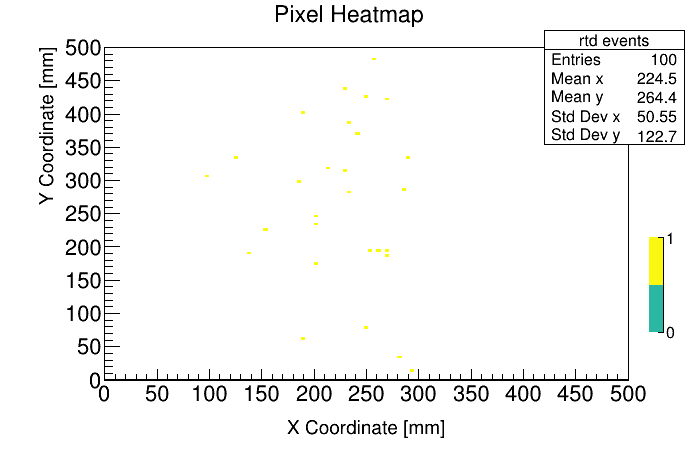 Pixel Heatmap
rtd events
Entries 100
Mean x 224.5
Mean y 264.4
Std Dev x 50.55
Std Dev y 122.7
Y Coordinate [mm]
500
450
400
350
300
250
200
150
100
50
0
0 50 100 150 200 250 300 350 400 450 500
X Coordinate [mm]
1
0